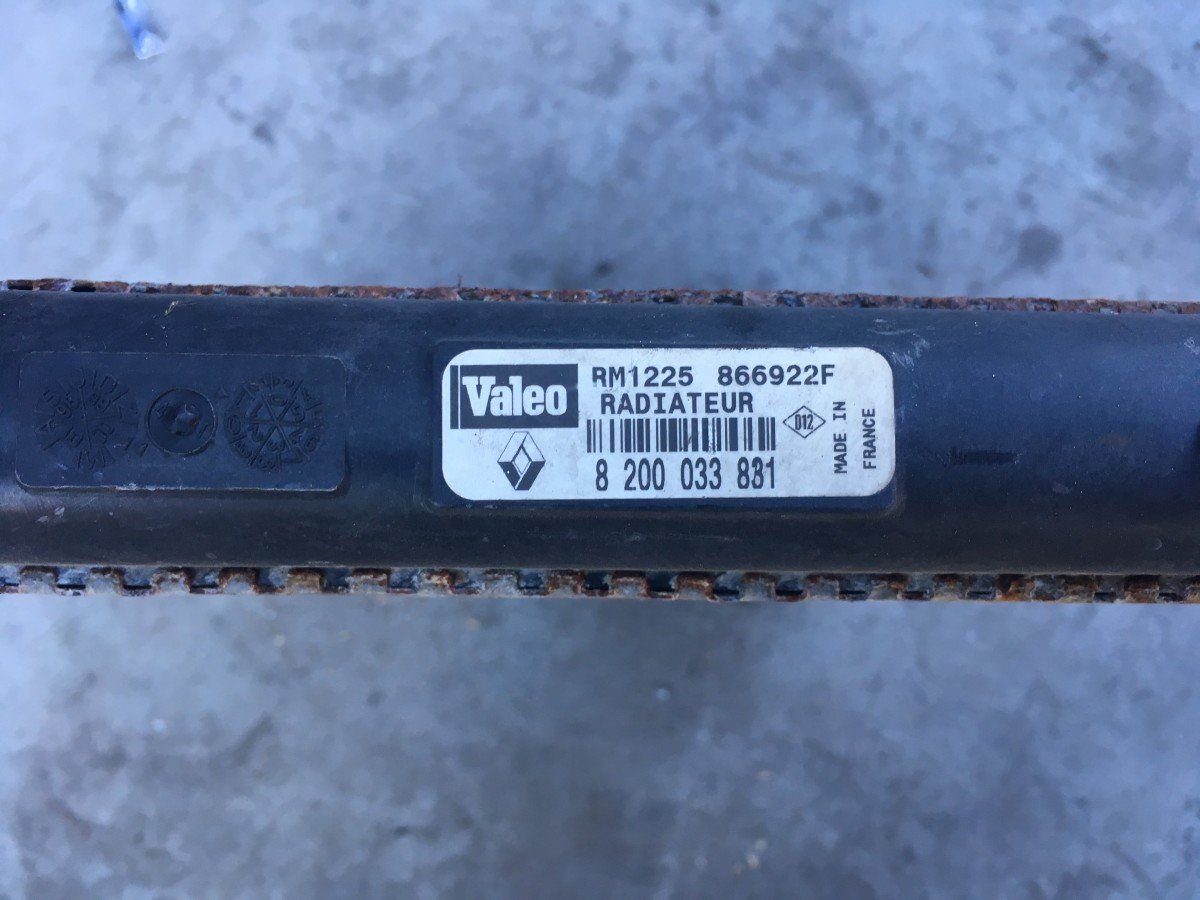 Valeo
RM1225 866922F
RADIATEUR
D12
8 200 033 881
MADE IN
FRANCE